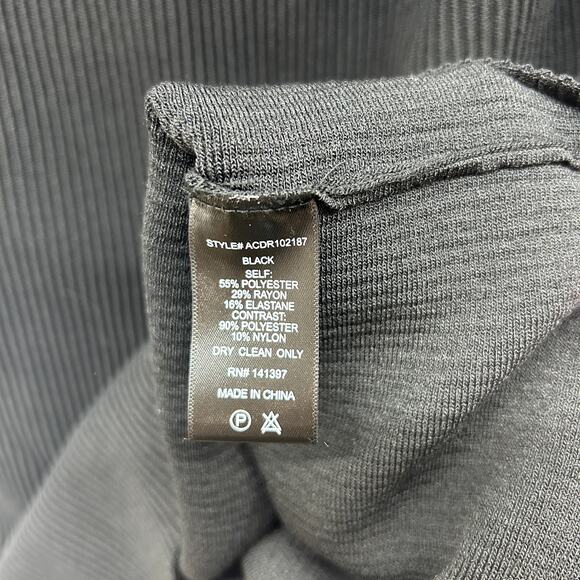 STYLE# ACDR102187
BLACK
SELF:
55% POLYESTER
29% RAYON
16% ELASTANE
CONTRAST:
90% POLYESTER
10% NYLON
DRY CLEAN ONLY
RN# 141397
MADE IN CHINA
P